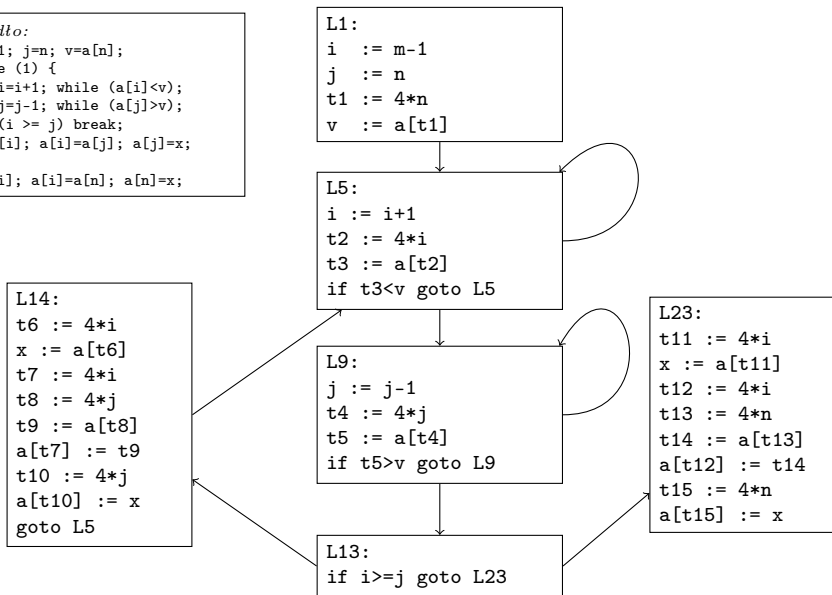 dło:
1; j=n; v=a[n];
e (1) {
i=i+1; while (a[i]<v);
j=j-1; while (a[j]>v);
(i >= j) break;
[i]; a[i]=a[j]; a[j]=x;
i]; a[i]=a[n]; a[n]=x;
L1:
i := m-1
j := n
t1 := 4*n
v := a[t1]
L5:
i := i+1
t2 := 4*i
t3 := a[t2]
if t3<v goto L5
L14:
t6 := 4*i
x := a[t6]
t7 := 4*i
t8 := 4*j
t9 := a[t8]
a[t7] := t9
t10 := 4*j
a[t10] := x
goto L5
L9:
j := j-1
t4 := 4*j
t5 := a[t4]
if t5>v goto L9
L23:
t11 := 4*i
x := a[t11]
t12 := 4*i
t13 := 4*n
t14 := a[t13]
a[t12] := t14
t15 := 4*n
a[t15] := x
L13:
if i>=j goto L23